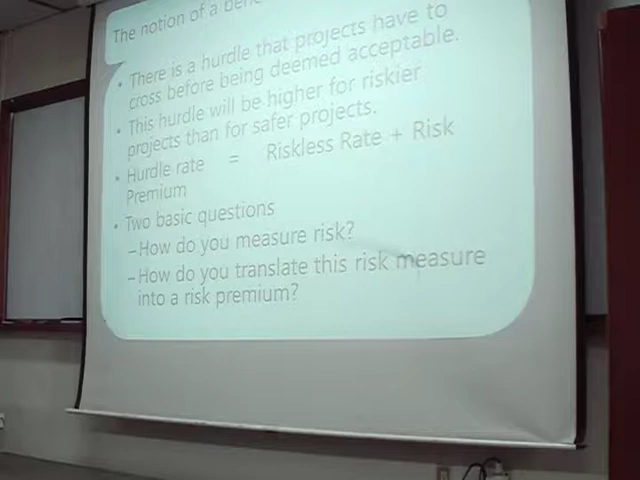 The notion of a
• There is a hurdle that projects have to
cross before being deemed acceptable.
• This hurdle will be higher for riskier
projects than for safer projects.
• Hurdle rate = Riskless Rate + Risk
Premium
• Two basic questions
–How do you measure risk?
–How do you translate this risk measure
into a risk premium?